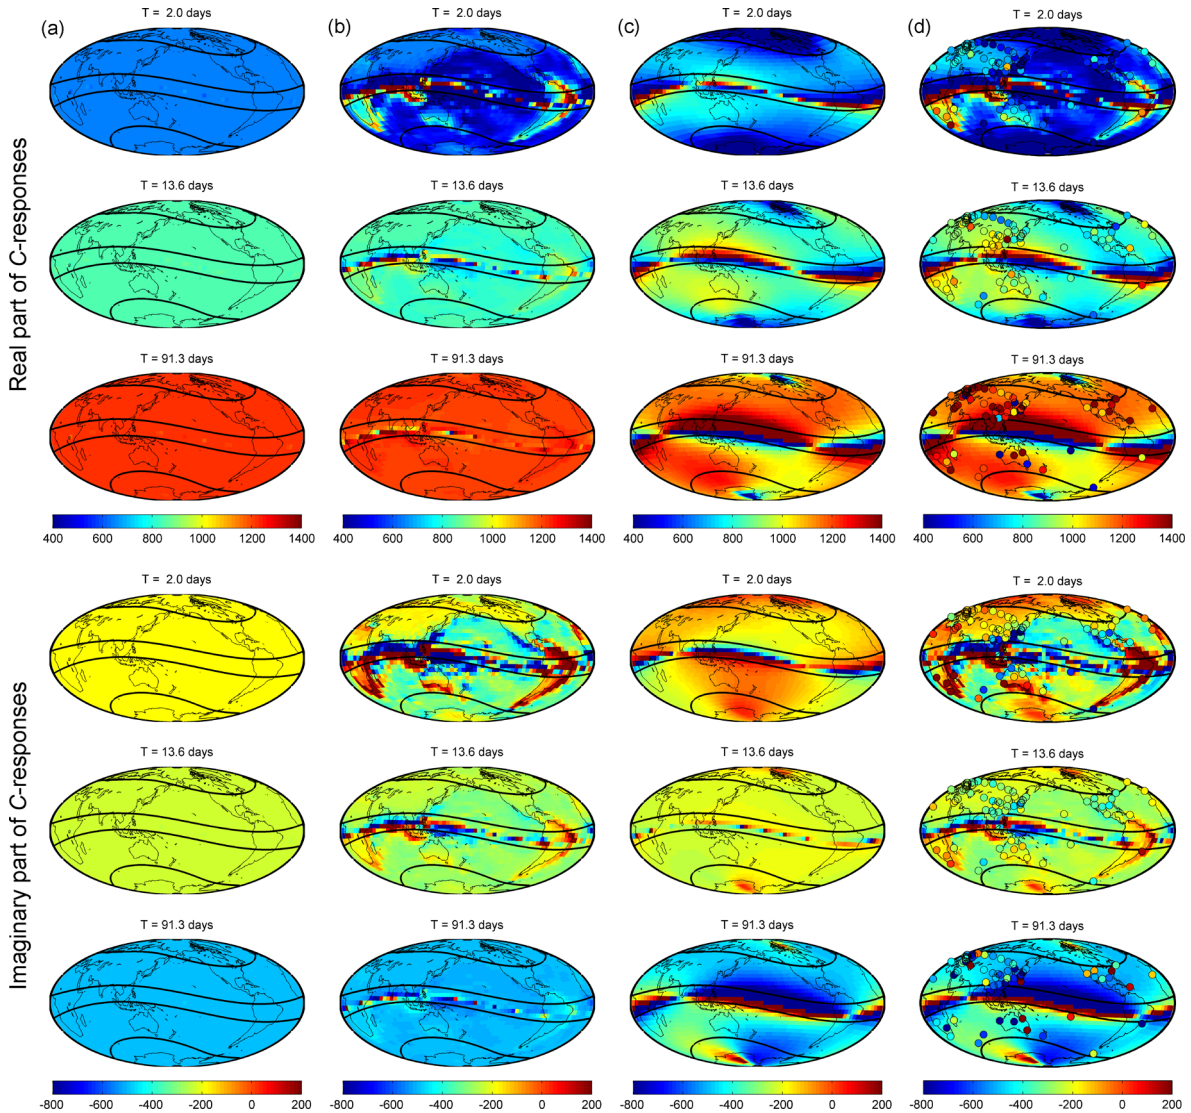 (a) (b) (c) (d)
T = 2.0 days T = 2.0 days T = 2.0 days T = 2.0 days
Real part of C-responses
T = 13.6 days T = 13.6 days T = 13.6 days T = 13.6 days
T = 91.3 days T = 91.3 days T = 91.3 days T = 91.3 days
400 600 800 1000 1200 1400 400 600 800 1000 1200 1400 400 600 800 1000 1200 1400 400 600 800 1000 1200 1400
T = 2.0 days T = 2.0 days T = 2.0 days T = 2.0 days
Imaginary part of C-responses
T = 13.6 days T = 13.6 days T = 13.6 days T = 13.6 days
T = 91.3 days T = 91.3 days T = 91.3 days T = 91.3 days
-800 -600 -400 -200 0 200 -800 -600 -400 -200 0 200 -800 -600 -400 -200 0 200 -800 -600 -400 -200 0 200